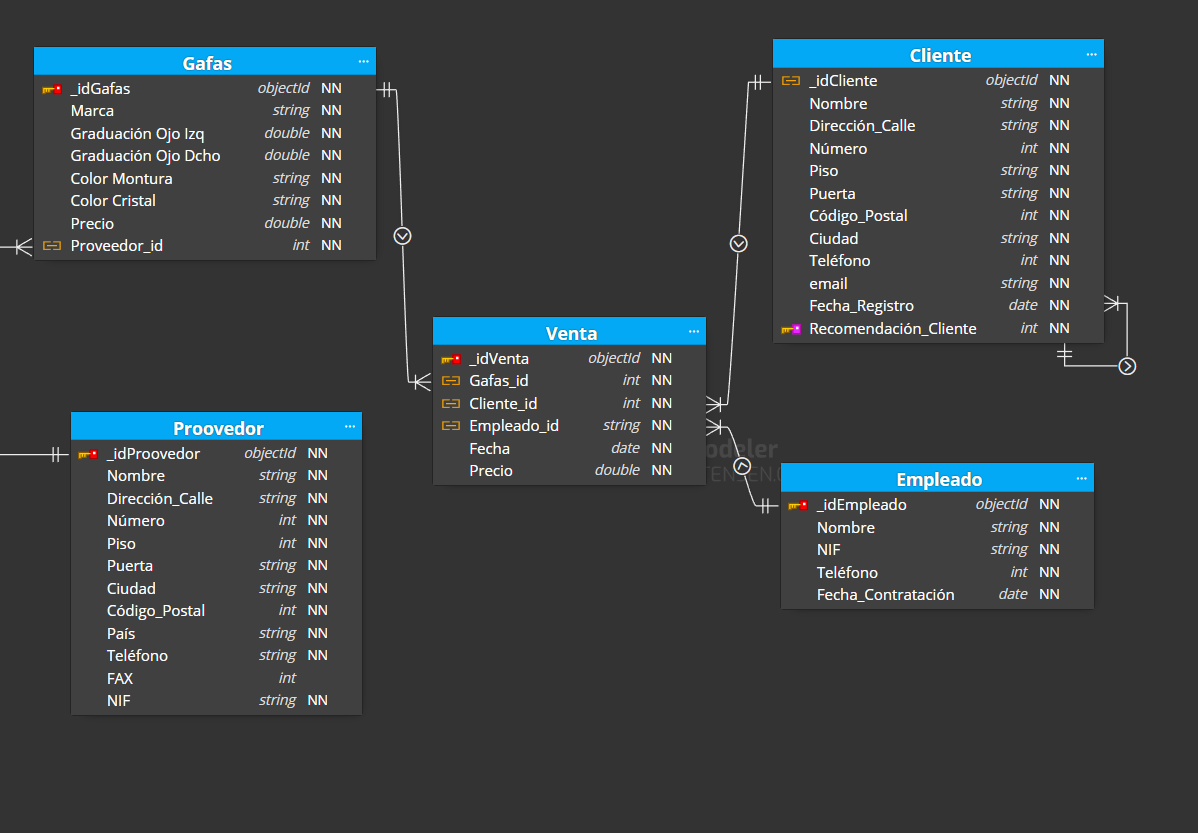 Gafas ...
_idGafas objectId NN
Marca string NN
Graduación Ojo Izq double NN
Graduación Ojo Dcho double NN
Color Montura string NN
Color Cristal string NN
Precio double NN
Proveedor_id int NN
Cliente ...
_idCliente objectId NN
Nombre string NN
Dirección_Calle string NN
Número int NN
Piso string NN
Puerta string NN
Código_Postal int NN
Ciudad string NN
Teléfono int NN
email string NN
Fecha_Registro date NN
Recomendación_Cliente int NN
Venta ...
_idVenta objectId NN
Gafas_id int NN
Cliente_id int NN
Empleado_id string NN
Fecha date NN
Precio double NN
Proovedor ...
_idProovedor objectId NN
Nombre string NN
Dirección_Calle string NN
Número int NN
Piso int NN
Puerta string NN
Ciudad string NN
Código_Postal int NN
País string NN
Teléfono string NN
FAX int
NIF string NN
Empleado ...
_idEmpleado objectId NN
Nombre string NN
NIF string NN
Teléfono int NN
Fecha_Contratación date NN